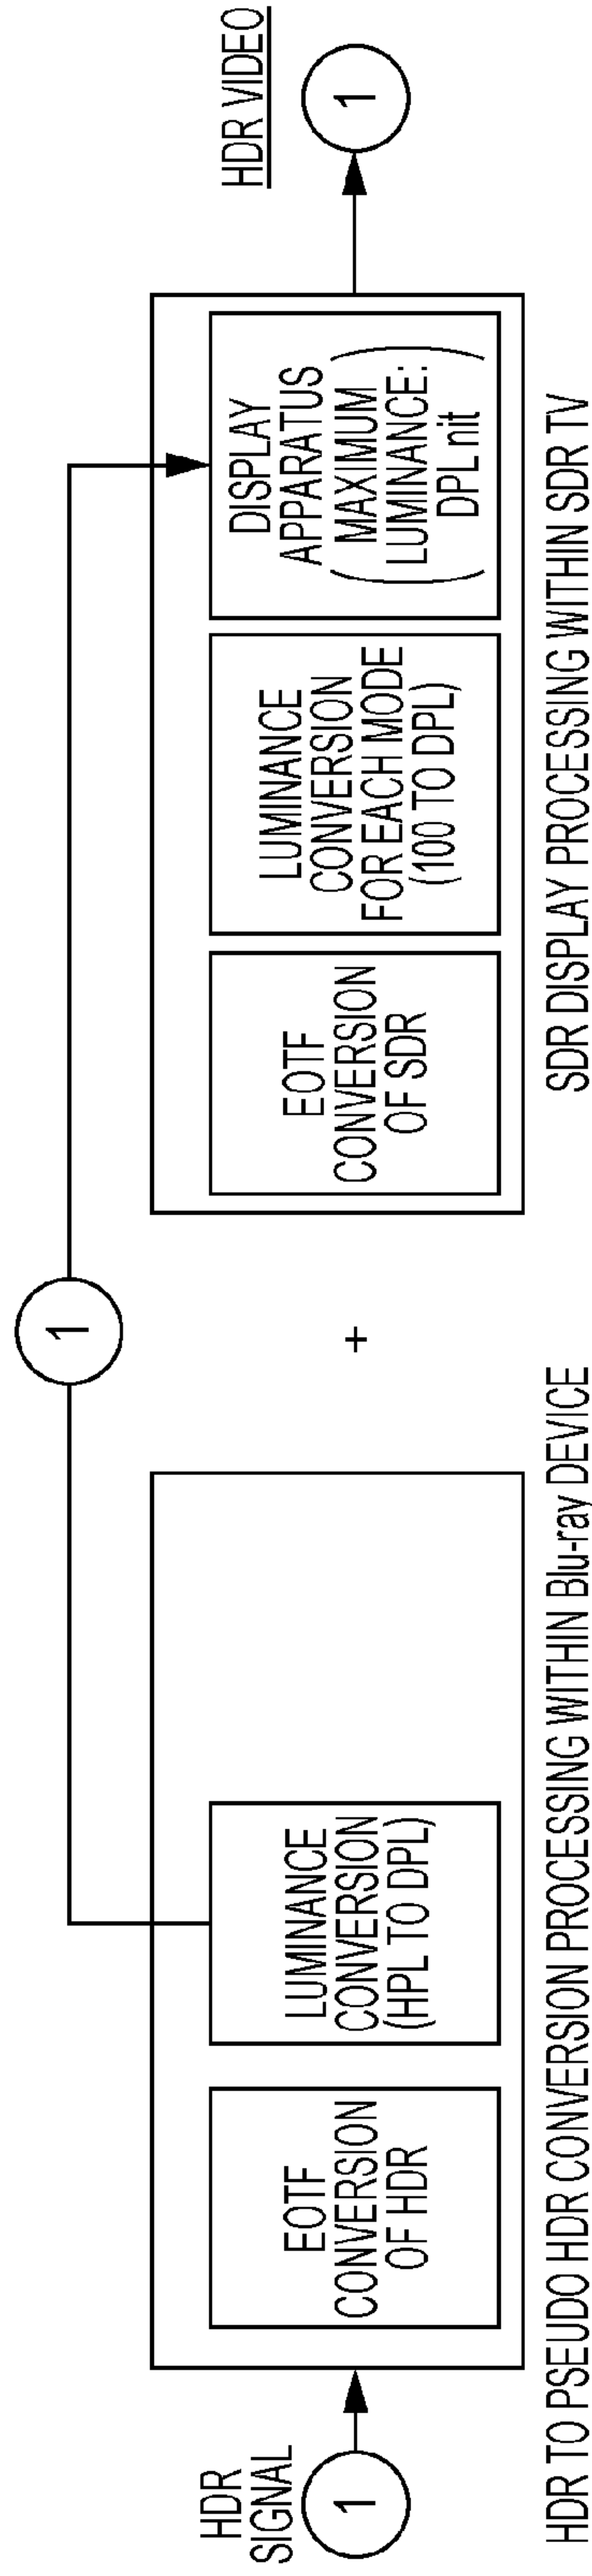 HDR
SIGNAL
1
EOTF
CONVERSION
OF HDR
LUMINANCE
CONVERSION
(HPL TO DPL)
HDR TO PSEUDO HDR CONVERSION PROCESSING WITHIN Blu-ray DEVICE
1
+
EOTF
CONVERSION
OF SDR
LUMINANCE
CONVERSION
FOR EACH MODE
(100 TO DPL)
DISPLAY
APPARATUS
(MAXIMUM
LUMINANCE:
DPL nit)
SDR DISPLAY PROCESSING WITHIN SDR TV
HDR VIDEO
1